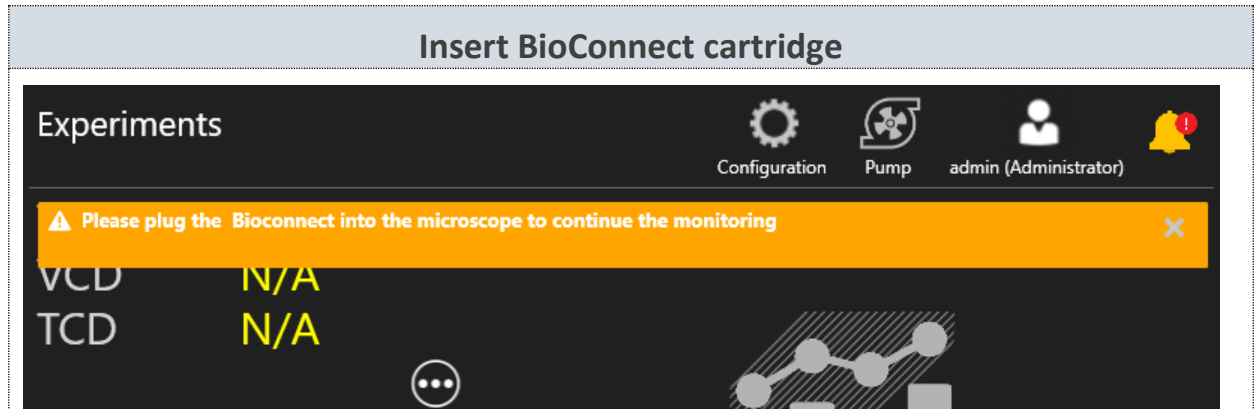 Insert BioConnect cartridge
Experiments
Configuration
Pump
admin (Administrator)
!
Please plug the  Bioconnect into the microscope to continue the monitoring
VCD N/A
TCD N/A